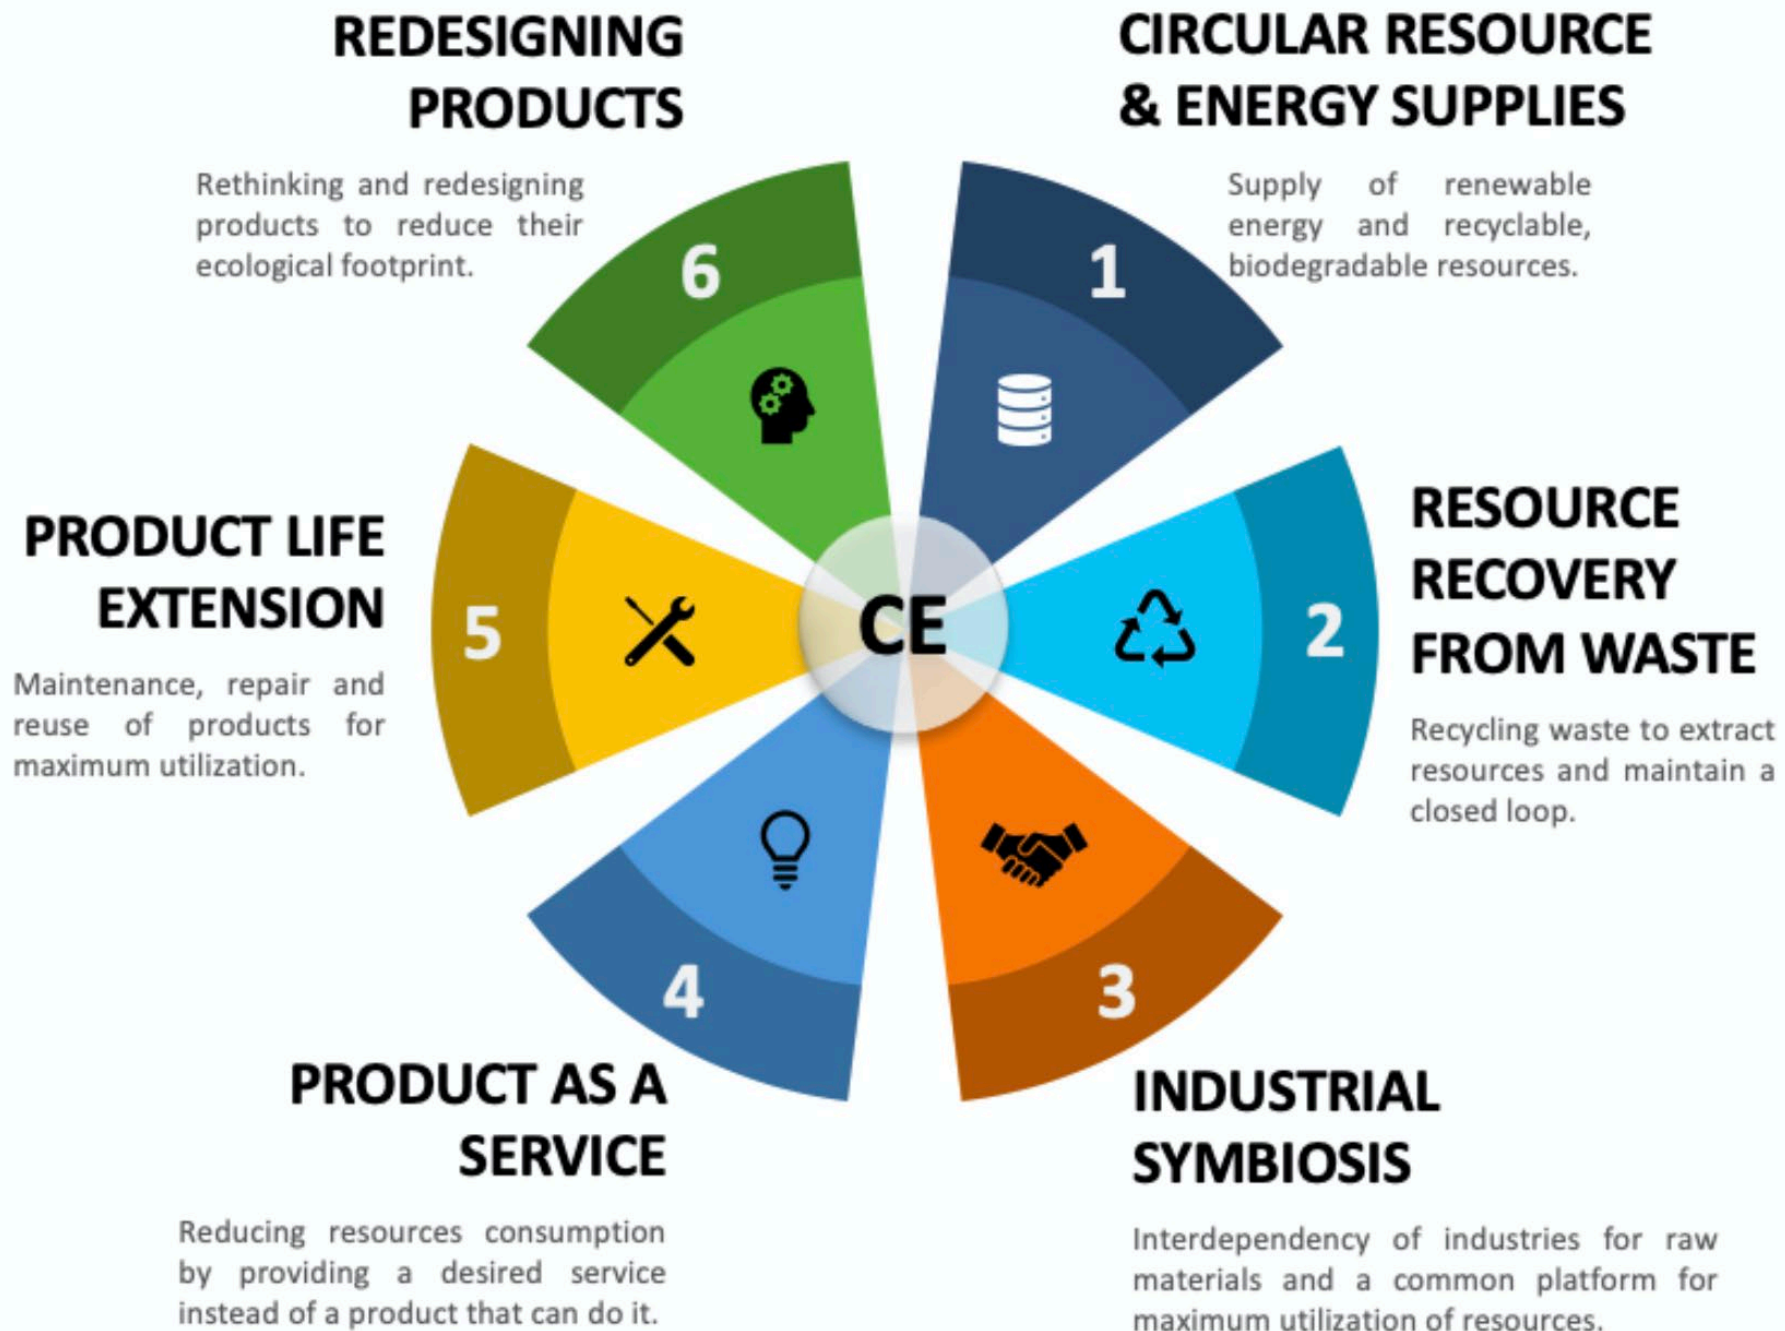 CIRCULAR RESOURCE
& ENERGY SUPPLIES
Supply of renewable
energy and recyclable,
biodegradable resources.
1
RESOURCE
RECOVERY
FROM WASTE
Recycling waste to extract
resources and maintain a
closed loop.
2
INDUSTRIAL
SYMBIOSIS
Interdependency of industries for raw
materials and a common platform for
maximum utilization of resources.
3
PRODUCT AS A
SERVICE
Reducing resources consumption
by providing a desired service
instead of a product that can do it.
4
PRODUCT LIFE
EXTENSION
Maintenance, repair and
reuse of products for
maximum utilization.
5
REDESIGNING
PRODUCTS
Rethinking and redesigning
products to reduce their
ecological footprint.
6
CE